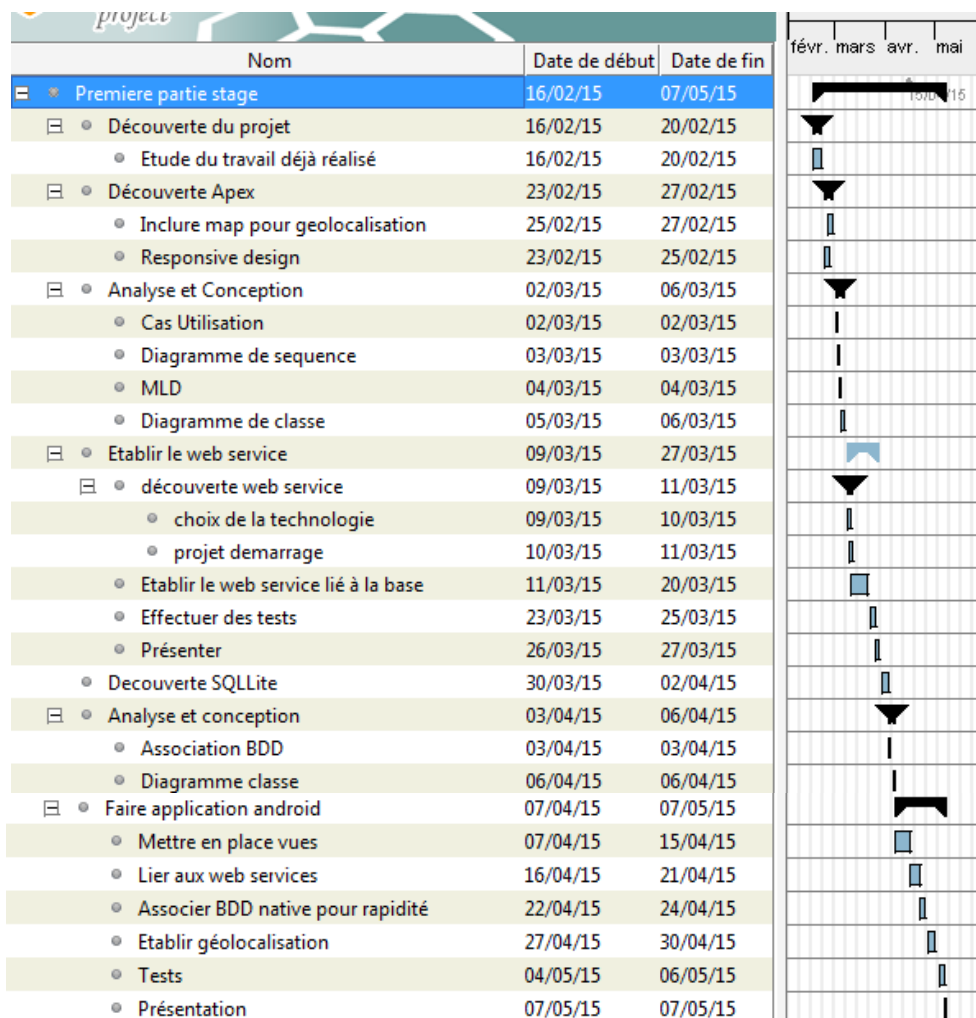 project
Nom Date de début Date de fin févr. mars avr. mai
Premiere partie stage 16/02/15 07/05/15
Découverte du projet 16/02/15 20/02/15
Etude du travail déjà réalisé 16/02/15 20/02/15
Découverte Apex 23/02/15 27/02/15
Inclure map pour geolocalisation 25/02/15 27/02/15
Responsive design 23/02/15 25/02/15
Analyse et Conception 02/03/15 06/03/15
Cas Utilisation 02/03/15 02/03/15
Diagramme de sequence 03/03/15 03/03/15
MLD 04/03/15 04/03/15
Diagramme de classe 05/03/15 06/03/15
Etablir le web service 09/03/15 27/03/15
découverte web service 09/03/15 11/03/15
choix de la technologie 09/03/15 10/03/15
projet demarrage 10/03/15 11/03/15
Etablir le web service lié à la base 11/03/15 20/03/15
Effectuer des tests 23/03/15 25/03/15
Présenter 26/03/15 27/03/15
Decouverte SQLLite 30/03/15 02/04/15
Analyse et conception 03/04/15 06/04/15
Association BDD 03/04/15 03/04/15
Diagramme classe 06/04/15 06/04/15
Faire application android 07/04/15 07/05/15
Mettre en place vues 07/04/15 15/04/15
Lier aux web services 16/04/15 21/04/15
Associer BDD native pour rapidité 22/04/15 24/04/15
Etablir géolocalisation 27/04/15 30/04/15
Tests 04/05/15 06/05/15
Présentation 07/05/15 07/05/15